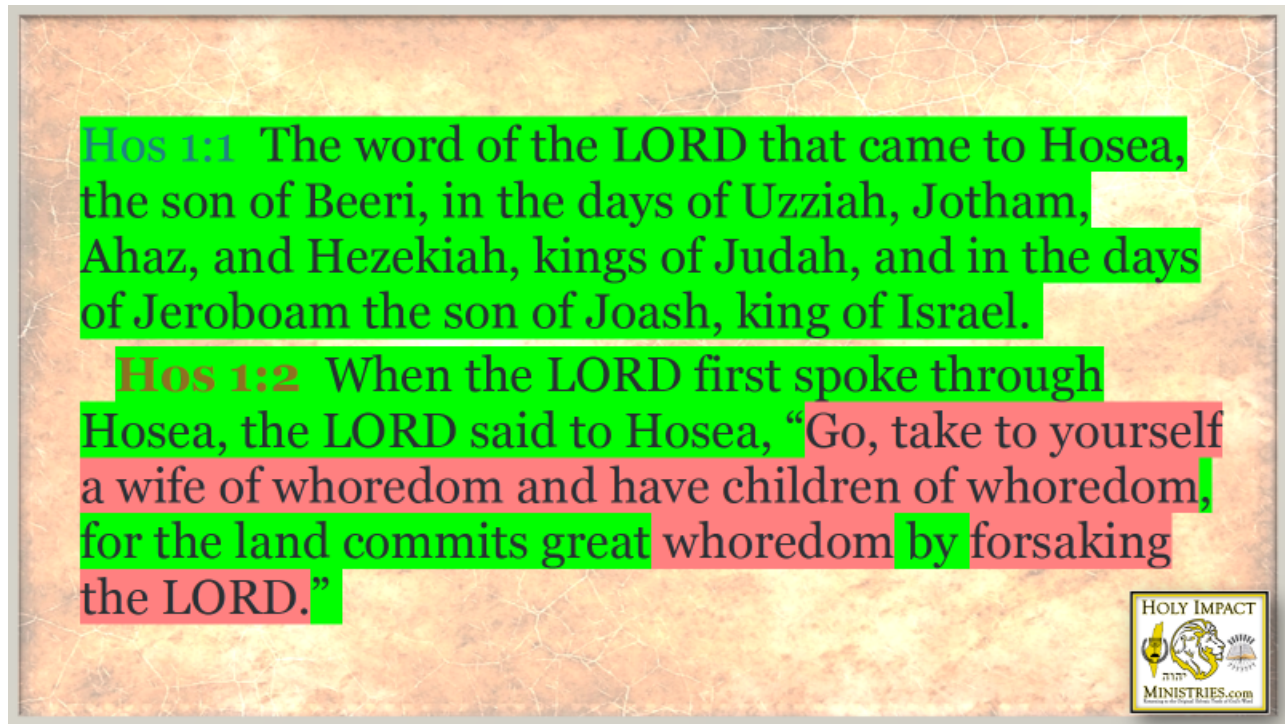 Hos 1:1 The word of the LORD that came to Hosea,
the son of Beeri, in the days of Uzziah, Jotham,
Ahaz, and Hezekiah, kings of Judah, and in the days
of Jeroboam the son of Joash, king of Israel.
Hos 1:2 When the LORD first spoke through
Hosea, the LORD said to Hosea, “Go, take to yourself
a wife of whoredom and have children of whoredom,
for the land commits great whoredom by forsaking
the LORD.”
HOLY IMPACT
יהוה
MINISTRIES.com